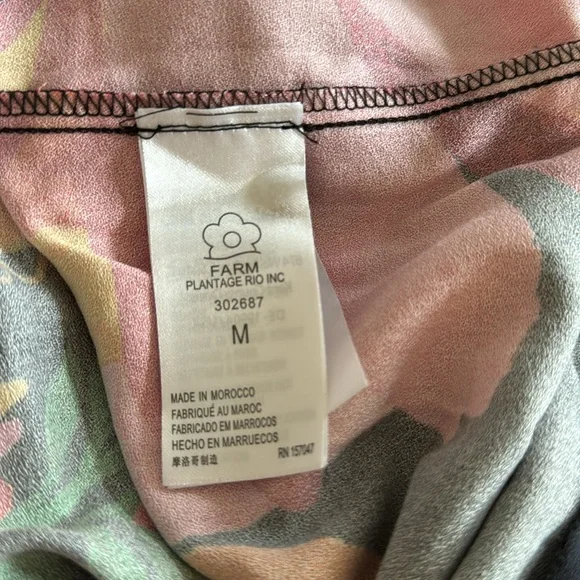 FARM
PLANTAGE RIO INC
302687
M
MADE IN MOROCCO
FABRIQUÉ AU MAROC
FABRICADO EM MARROCOS
HECHO EN MARRUECOS
摩洛哥制造
RN 157047